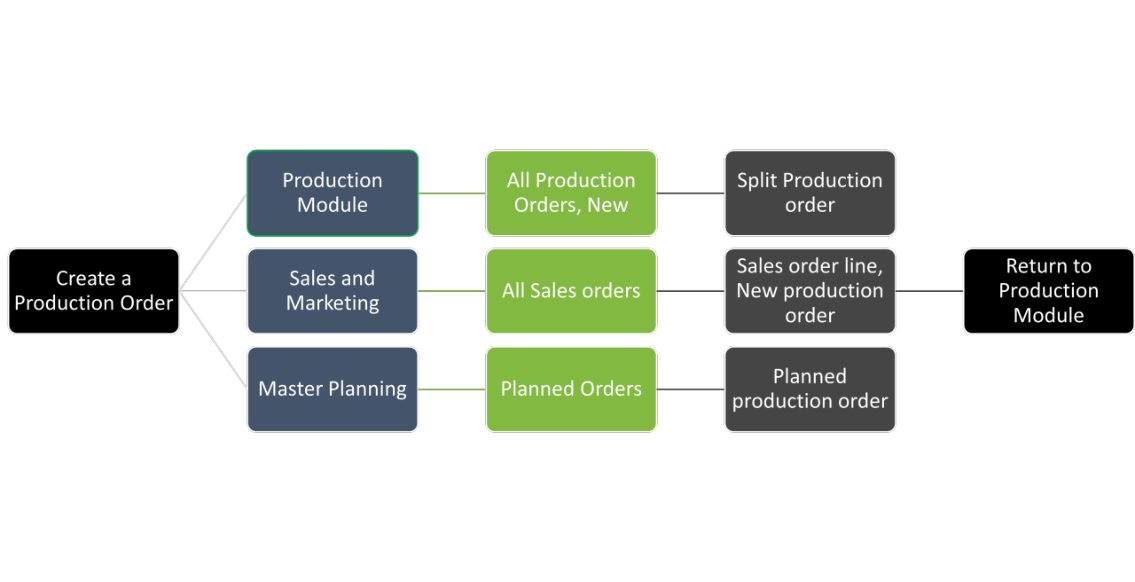 Create a
Production Order
Production
Module
All Production
Orders, New
Split Production
order
Sales and
Marketing
All Sales orders
Sales order line,
New production
order
Return to
Production
Module
Master Planning
Planned Orders
Planned
production order